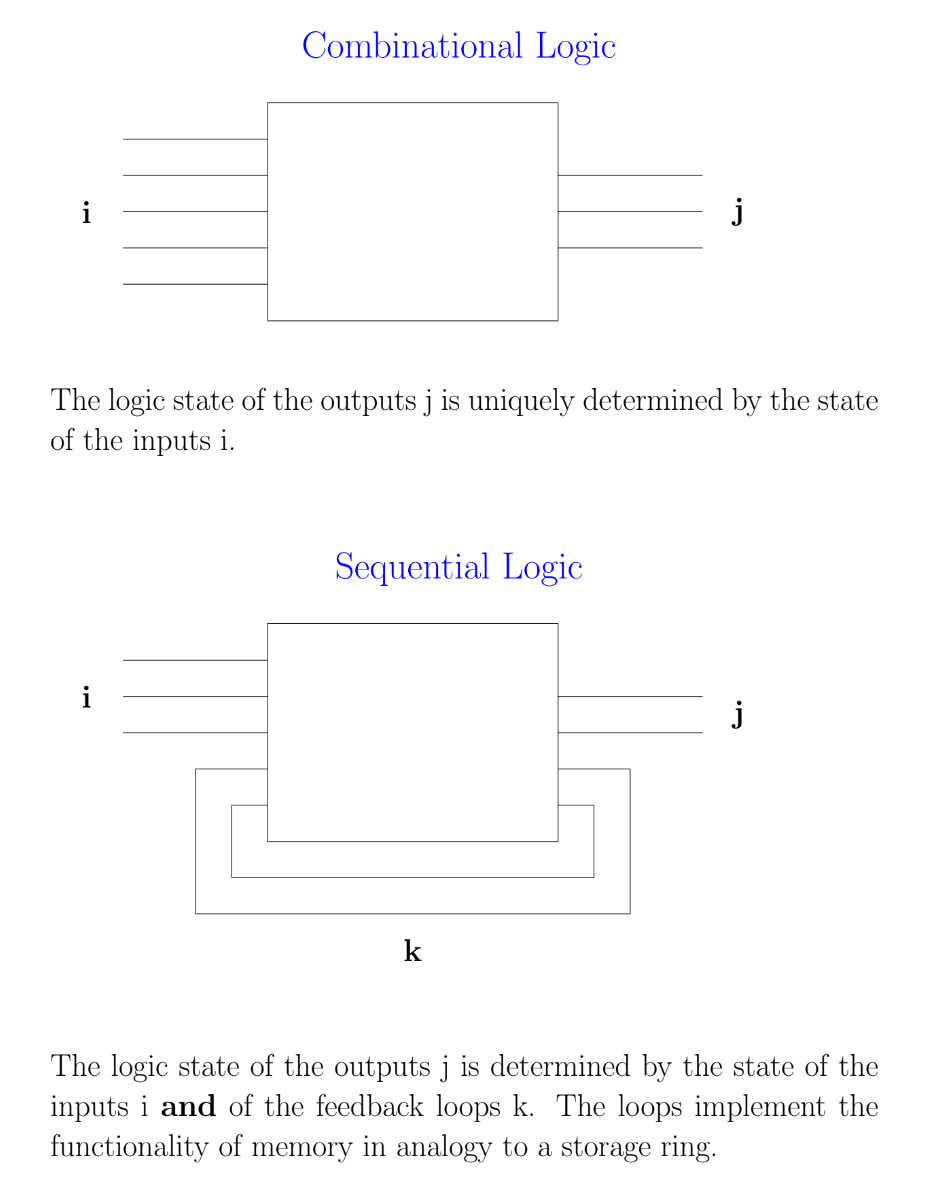 Combinational Logic
i
j
The logic state of the outputs j is uniquely determined by the state
of the inputs i.
Sequential Logic
i
j
k
The logic state of the outputs j is determined by the state of the
inputs i and of the feedback loops k. The loops implement the
functionality of memory in analogy to a storage ring.